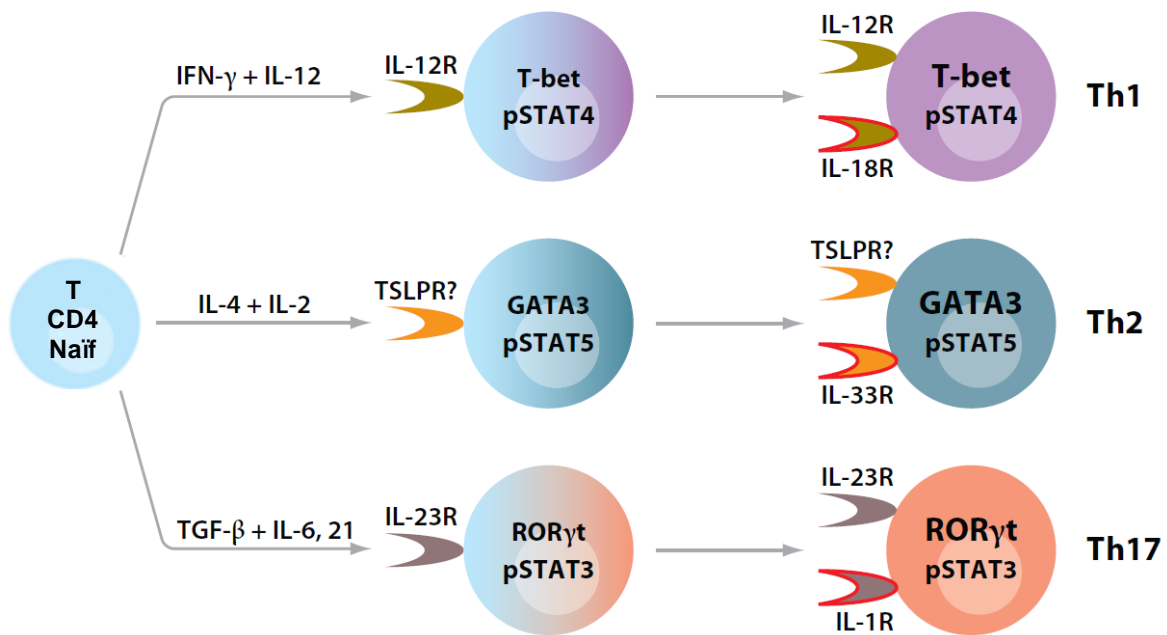 IFN-γ + IL-12
IL-12R
T-bet
pSTAT4
IL-12R
T-bet
pSTAT4
IL-18R
Th1
T
CD4
Naïf
IL-4 + IL-2
TSLPR?
GATA3
pSTAT5
TSLPR?
GATA3
pSTAT5
IL-33R
Th2
TGF-β + IL-6, 21
IL-23R
RORγt
pSTAT3
IL-23R
RORγt
pSTAT3
IL-1R
Th17